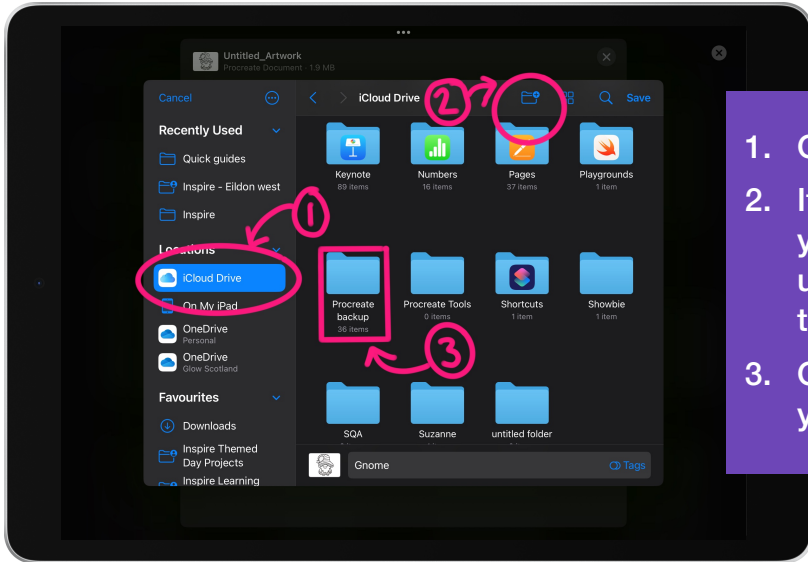 Untitled_Artwork
Procreate Document · 1.9 MB
Cancel
iCloud Drive
Save
2
Recently Used
Quick guides
Inspire - Eildon west
Inspire
1
iCloud Drive
On My iPad
OneDrive
Personal
OneDrive
Glow Scotland
Favourites
Downloads
Inspire Themed
Day Projects
Inspire Learning
Keynote
89 items
Numbers
16 items
Pages
37 items
Playgrounds
1 item
Procreate
backup
36 items
Procreate Tools
0 items
Shortcuts
1 item
Showbie
1 item
3
SQA
Suzanne
untitled folder
Gnome
Tags
1.
2.
3.